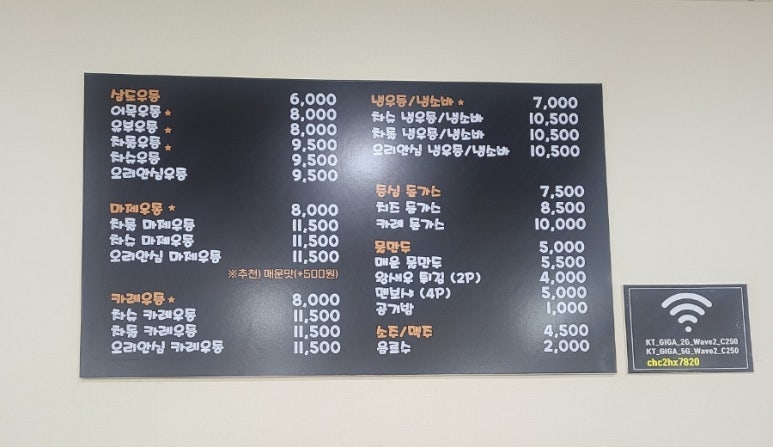 삼도우동 6,000
어묵우동★ 8,000
유부우동★ 8,000
차돌우동★ 9,500
차슈우동 9,500
오리안심우동 9,500
마제우동★ 8,000
차돌 마제우동 11,500
차슈 마제우동 11,500
오리안심 마제우동 11,500
※추천) 매운맛(+500원)
카레우동★ 8,000
차슈 카레우동 11,500
차돌 카레우동 11,500
오리안심 카레우동 11,500
냉우동/냉소바★ 7,000
차슈 냉우동/냉소바 10,500
차돌 냉우동/냉소바 10,500
오리안심 냉우동/냉소바 10,500
등심 돈가스 7,500
치즈 돈가스 8,500
카레 돈가스 10,000
물만두 5,000
매운 물만두 5,500
왕새우 튀김 (2P) 4,000
멘보샤 (4P) 5,000
공기밥 1,000
소주/맥주 4,500
음료수 2,000
KT_GIGA_2G_Wave2_C250
KT_GIGA_5G_Wave2_C250
chc2hx7820